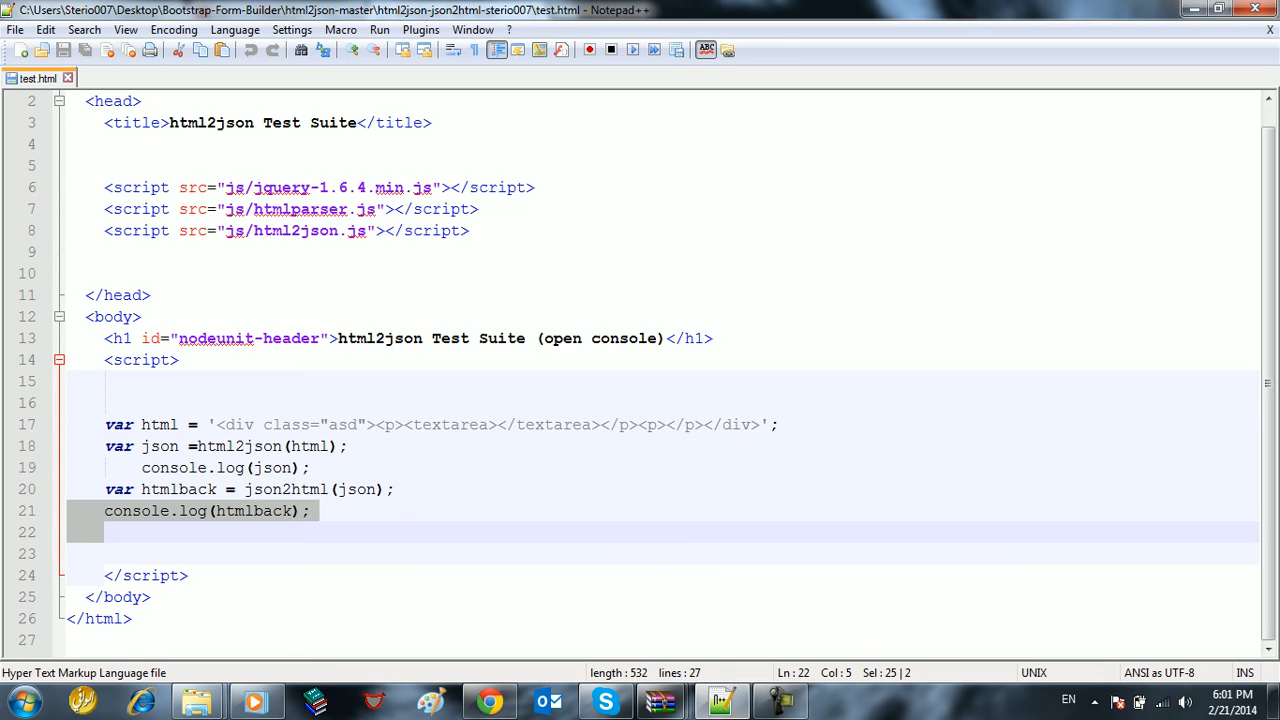 C:\Users\Sterio007\Desktop\Bootstrap-Form-Builder\html2json-master\html2json-json2html-sterio007\test.html - Notepad++
File Edit Search View Encoding Language Settings Macro Run Plugins Window ? X
ABC
test.html
2 <head>
3 <title>html2json Test Suite</title>
4
5
6 <script src="js/jquery-1.6.4.min.js"></script>
7 <script src="js/htmlparser.js"></script>
8 <script src="js/html2json.js"></script>
9
10
11 </head>
12 <body>
13 <h1 id="nodeunit-header">html2json Test Suite (open console)</h1>
14 <script>
15
16
17 var html = '<div class="asd"><p><textarea></textarea></p><p></p></div>';
18 var json =html2json(html);
19 console.log(json);
20 var htmlback = json2html(json);
21 console.log(htmlback);
22
23
24 </script>
25 </body>
26 </html>
27
Hyper Text Markup Language file length : 532 lines : 27 Ln : 22 Col : 5 Sel : 25 | 2 UNIX ANSI as UTF-8 INS
EN 6:01 PM
2/21/2014